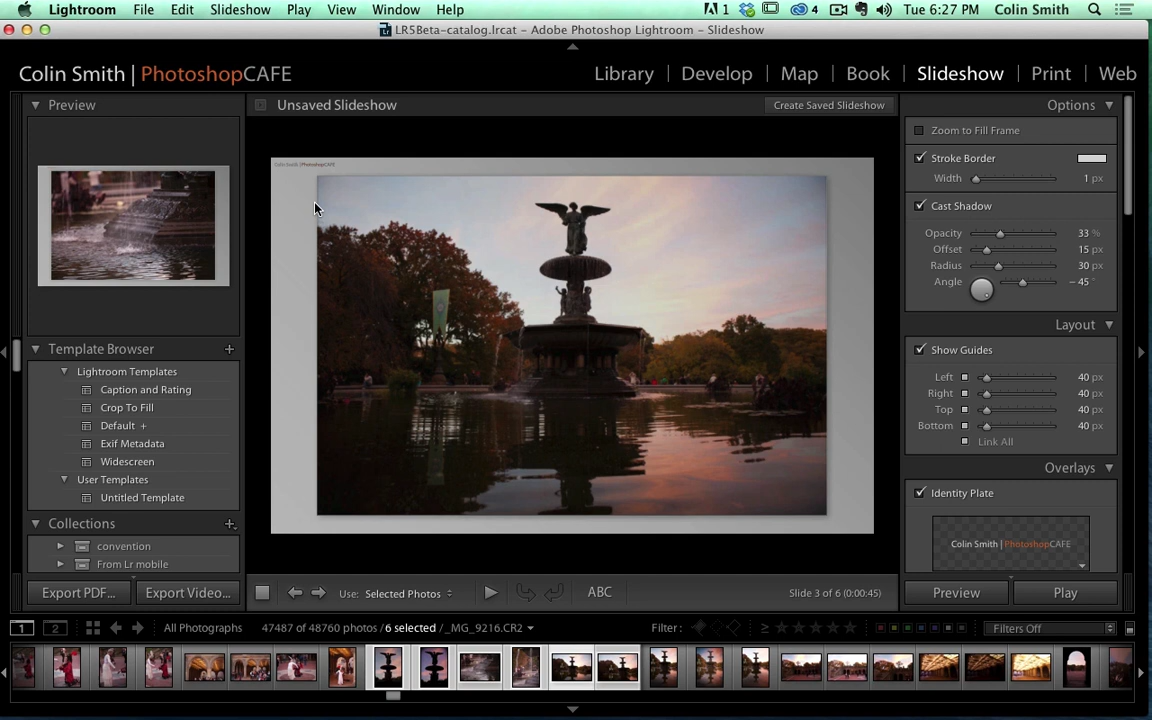 Lightroom File Edit Slideshow Play View Window Help 1 4 Tue 6:27 PM Colin Smith
LR5Beta-catalog.lrcat – Adobe Photoshop Lightroom – Slideshow
Colin Smith | PhotoshopCAFE Library | Develop | Map | Book | Slideshow | Print | Web
Preview
Unsaved Slideshow
Create Saved Slideshow
Options
Zoom to Fill Frame
Stroke Border
Width 1 px
Cast Shadow
Opacity 33 %
Offset 15 px
Radius 30 px
Angle – 45 °
Layout
Show Guides
Left 40 px
Right 40 px
Top 40 px
Bottom 40 px
Link All
Overlays
Identity Plate
Colin Smith | PhotoshopCAFE
Colin Smith | PhotoshopCAFE
Template Browser +
Lightroom Templates
Caption and Rating
Crop To Fill
Default +
Exif Metadata
Widescreen
User Templates
Untitled Template
Collections +
convention
From Lr mobile
Export PDF... Export Video...
Use: Selected Photos ABC Slide 3 of 6 (0:00:45)
Preview Play
1 2 All Photographs 47487 of 48760 photos / 6 selected / _MG_9216.CR2 Filter : ≥ Filters Off